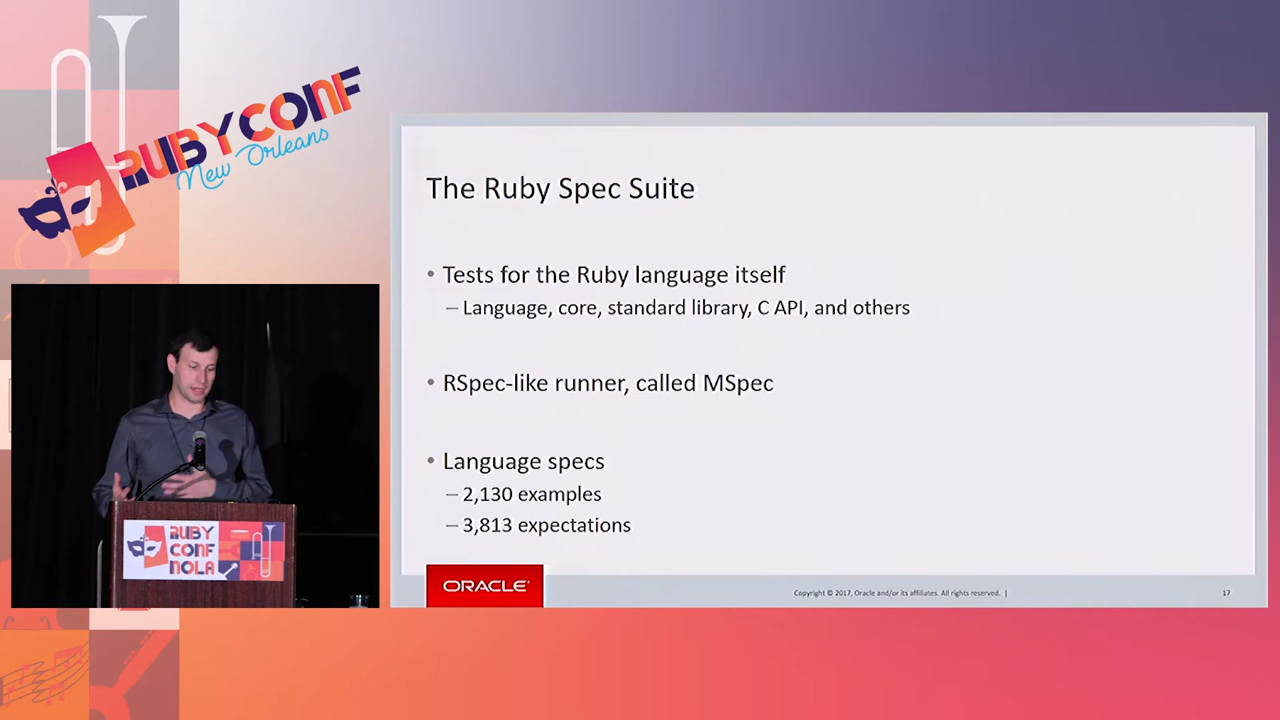 RUBYCONF
New Orleans
The Ruby Spec Suite
• Tests for the Ruby language itself
– Language, core, standard library, C API, and others
• RSpec-like runner, called MSpec
• Language specs
– 2,130 examples
– 3,813 expectations
ORACLE
Copyright © 2017, Oracle and/or its affiliates. All rights reserved. |
17
RUBY
CONF
NOLA